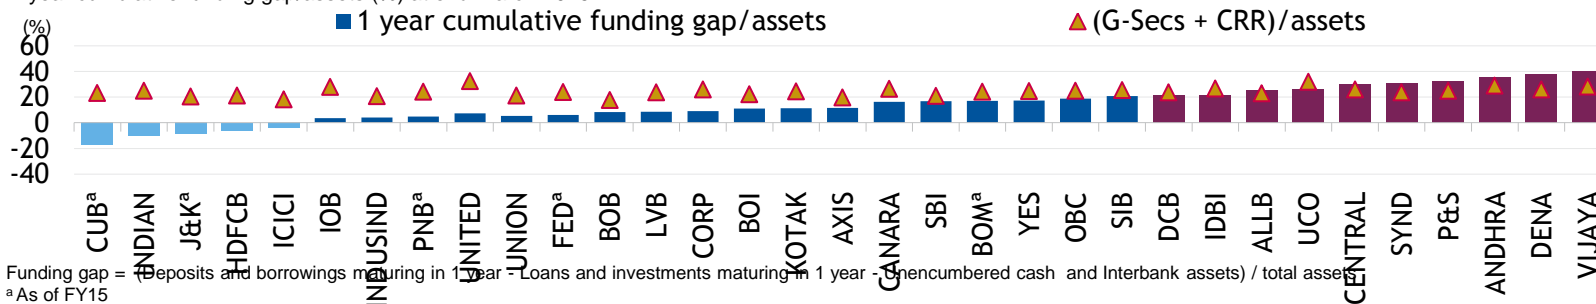 (%)
1 year cumulative funding gap/assets
(G-Secs + CRR)/assets
60
40
20
0
-20
-40
CUBª
INDIAN
J&Kª
HDFCB
ICICI
IOB
INDUSIND
PNBª
UNITED
UNION
FEDª
BOB
LVB
CORP
BOI
KOTAK
AXIS
CANARA
SBI
BOMª
YES
OBC
SIB
DCB
IDBI
ALLB
UCO
CENTRAL
SYND
P&S
ANDHRA
DENA
VIJAYA
Funding gap = (Deposits and borrowings maturing in 1 year - Loans and investments maturing in 1 year - Unencumbered cash and Interbank assets) / total assets
ª As of FY15